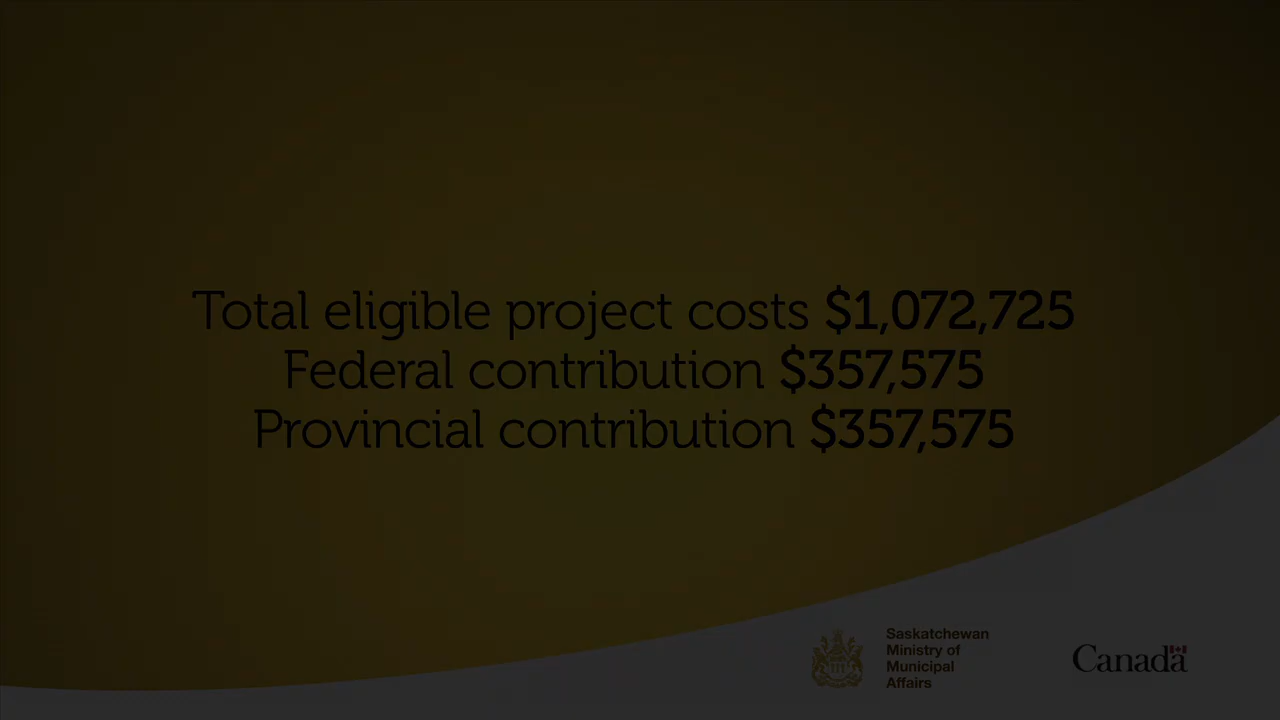 Total eligible project costs $1,072,725
Federal contribution $357,575
Provincial contribution $357,575
Saskatchewan
Ministry of
Municipal
Affairs
Canada